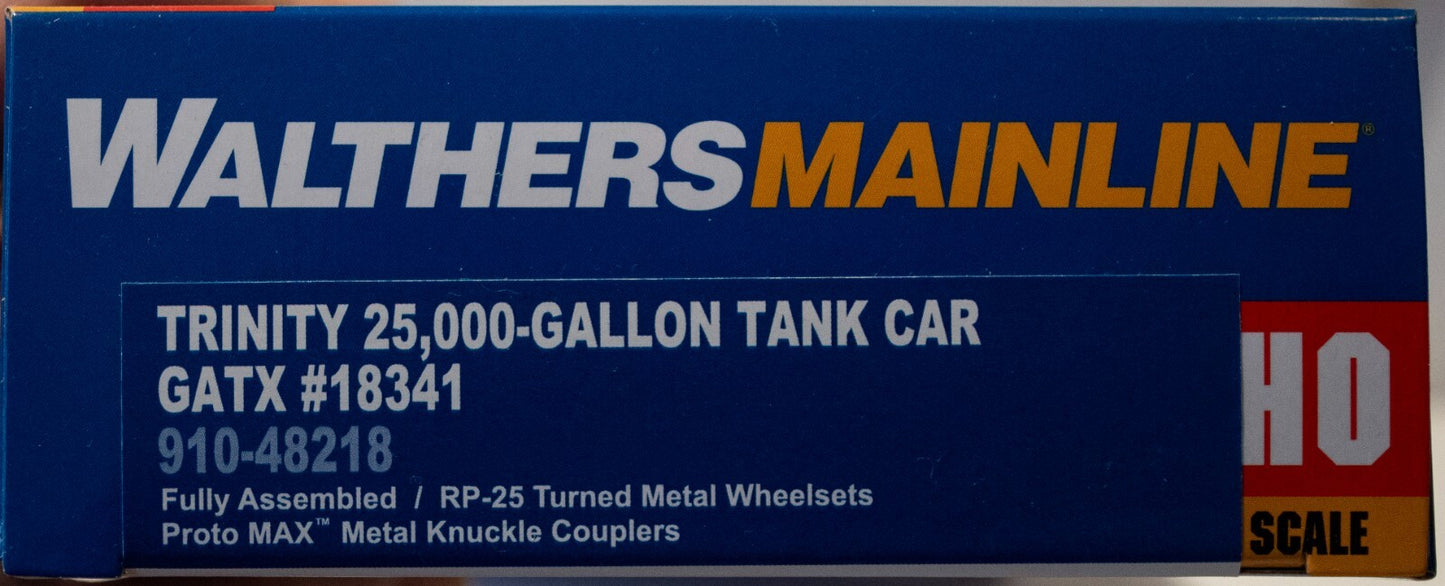 WALTHERSMAINLINE®
TRINITY 25,000-GALLON TANK CAR
GATX #18341
910-48218
Fully Assembled / RP-25 Turned Metal Wheelsets
Proto MAX™ Metal Knuckle Couplers
HO
SCALE